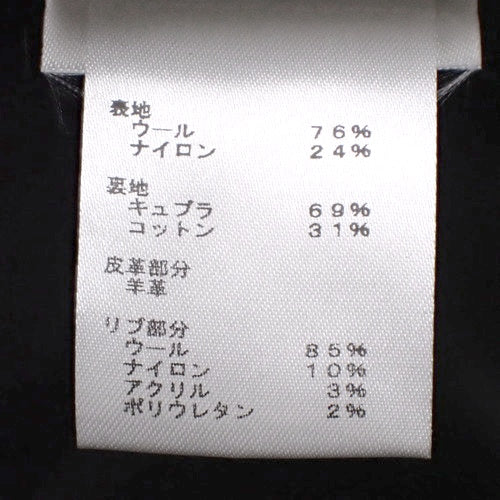 表地
ウール 76%
ナイロン 24%
裏地
キュプラ 69%
コットン 31%
皮革部分
羊革
リブ部分
ウール 85%
ナイロン 10%
アクリル 3%
ポリウレタン 2%